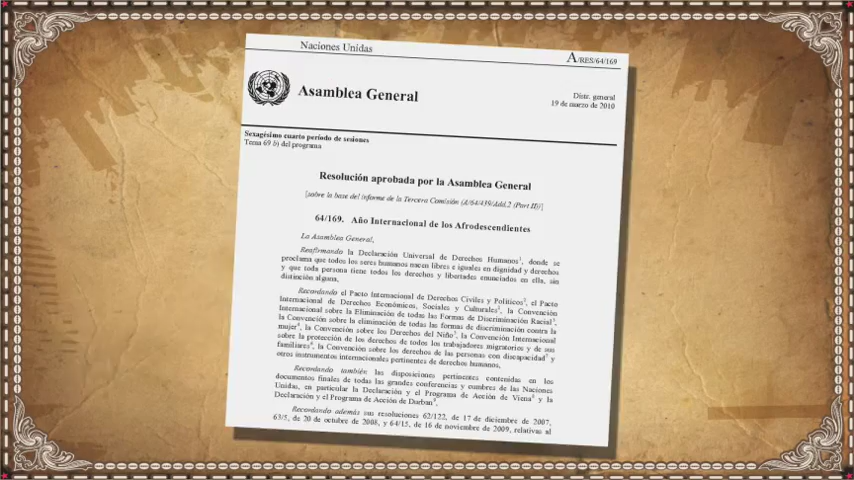 Naciones Unidas
A/RES/64/169
Asamblea General
Distr. general
19 de marzo de 2010
Sexagésimo cuarto período de sesiones
Tema 69 b) del programa
Resolución aprobada por la Asamblea General
[sobre la base del informe de la Tercera Comisión (A/64/439/Add.2 (Part II))]
64/169. Año Internacional de los Afrodescendientes
La Asamblea General,
Reafirmando la Declaración Universal de Derechos Humanos¹, donde se
proclama que todos los seres humanos nacen libres e iguales en dignidad y derechos
y que toda persona tiene todos los derechos y libertades enunciados en ella, sin
distinción alguna,
Recordando el Pacto Internacional de Derechos Civiles y Políticos², el Pacto
Internacional de Derechos Económicos, Sociales y Culturales², la Convención
Internacional sobre la Eliminación de todas las Formas de Discriminación Racial³,
la Convención sobre la eliminación de todas las formas de discriminación contra la
mujer⁴, la Convención sobre los Derechos del Niño⁵, la Convención Internacional
sobre la protección de los derechos de todos los trabajadores migratorios y de sus
familiares⁶, la Convención sobre los derechos de las personas con discapacidad⁷ y
otros instrumentos internacionales pertinentes de derechos humanos,
Recordando también las disposiciones pertinentes contenidas en los
documentos finales de todas las grandes conferencias y cumbres de las Naciones
Unidas, en particular la Declaración y el Programa de Acción de Viena⁸ y la
Declaración y el Programa de Acción de Durban⁹,
Recordando además sus resoluciones 62/122, de 17 de diciembre de 2007,
63/5, de 20 de octubre de 2008, y 64/15, de 16 de noviembre de 2009, relativas al